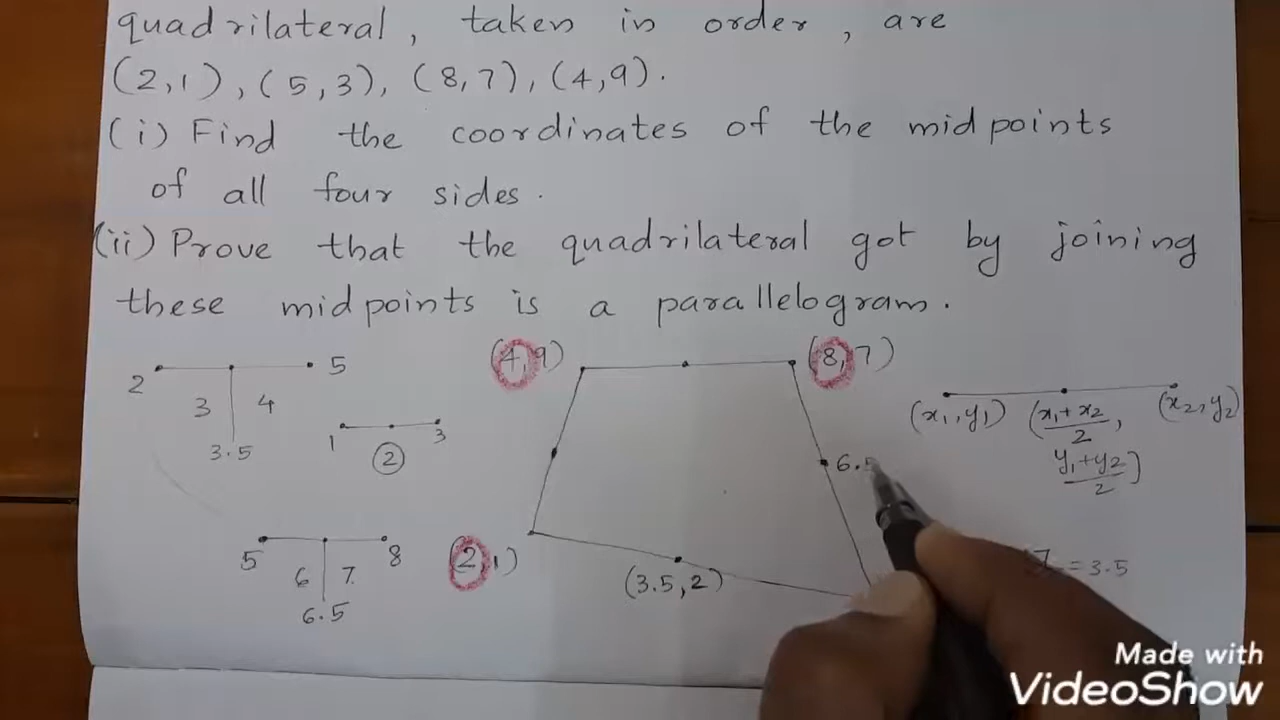 quadrilateral, taken in order, are
(2,1), (5,3), (8,7), (4,9).
(i) Find the coordinates of the midpoints
of all four sides.
(ii) Prove that the quadrilateral got by joining
these midpoints is a parallelogram.
2 5
3 4
3.5
1 3
2
5 8
6 7
6.5
(4,9) (8,7)
6.5
(2,1)
(3.5,2)
(x₁,y₁) (x₁+x₂/2, (x₂,y₂)
y₁+y₂/2)
= 3.5
Made with
VideoShow